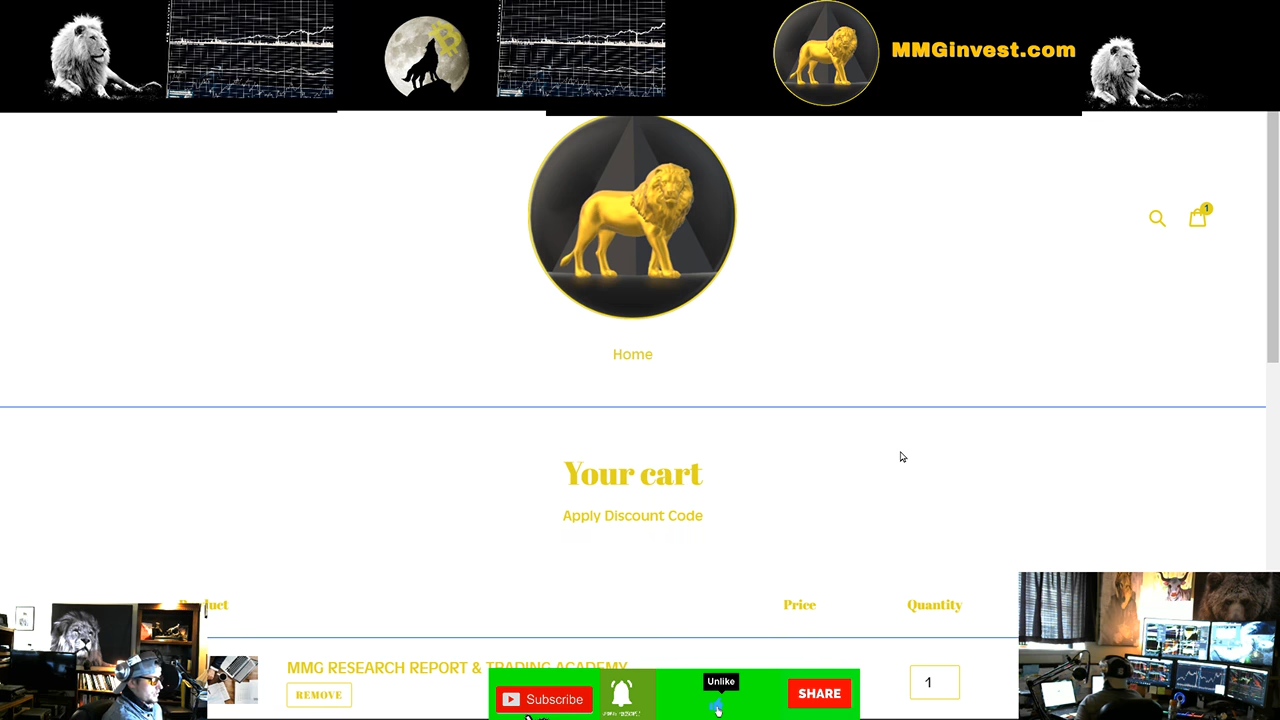 MMGinvest.com
1
Home
Your cart
Apply Discount Code
Price
Quantity
MMG RESEARCH REPORT & TRADING ACADEMY
REMOVE
1
Unlike
Subscribe
SHARE